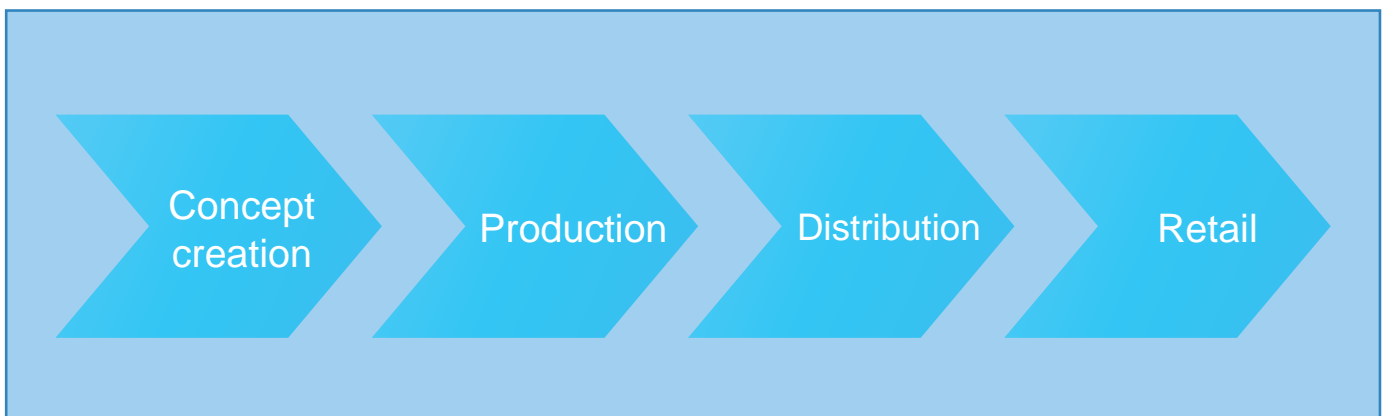 Concept
creation
Production
Distribution
Retail